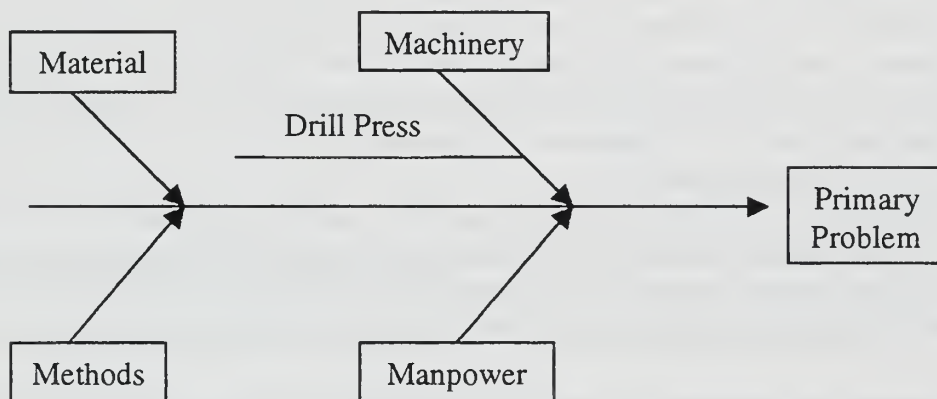 Material
Machinery
Drill Press
Primary
Problem
Methods
Manpower